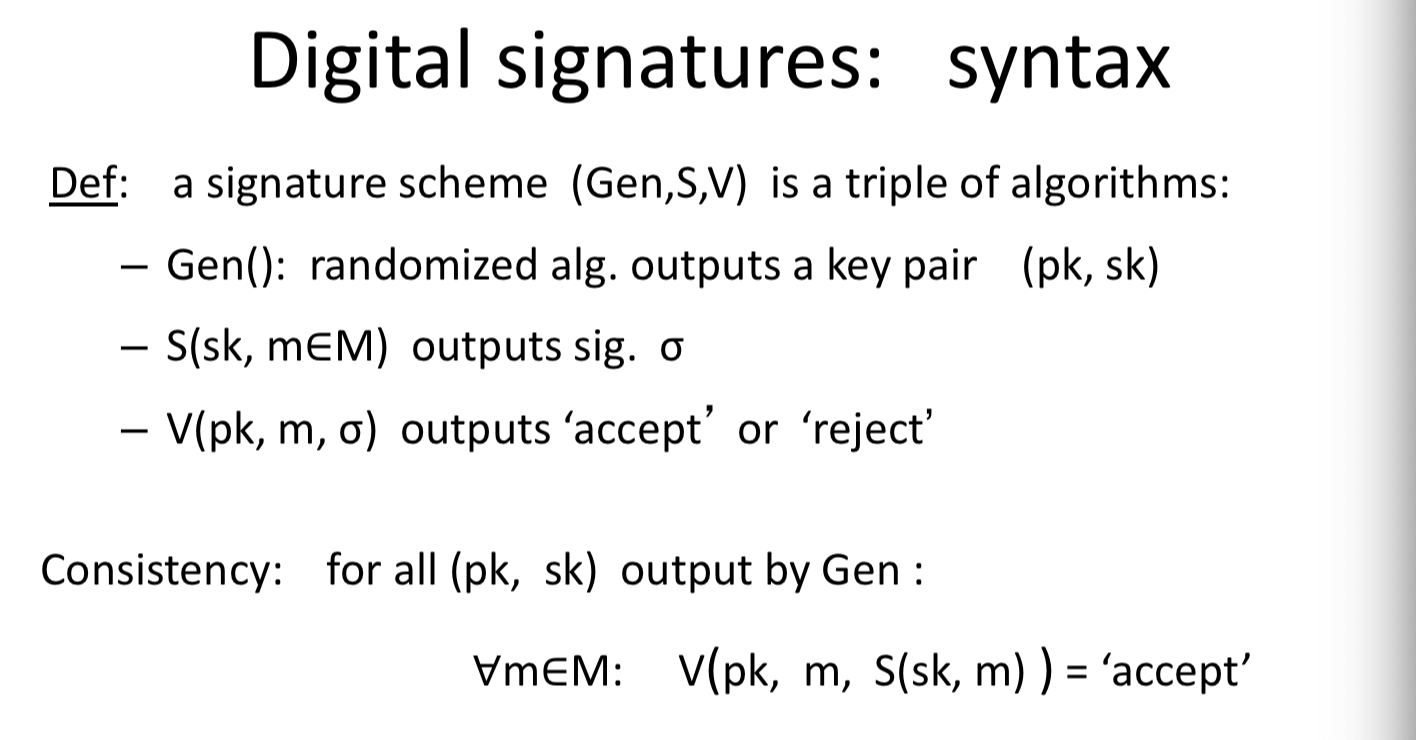 Digital signatures: syntax
Def: a signature scheme (Gen,S,V) is a triple of algorithms:
– Gen(): randomized alg. outputs a key pair (pk, sk)
– S(sk, m∈M) outputs sig. σ
– V(pk, m, σ) outputs ‘accept’ or ‘reject’
Consistency: for all (pk, sk) output by Gen :
∀m∈M: V(pk, m, S(sk, m) ) = ‘accept’